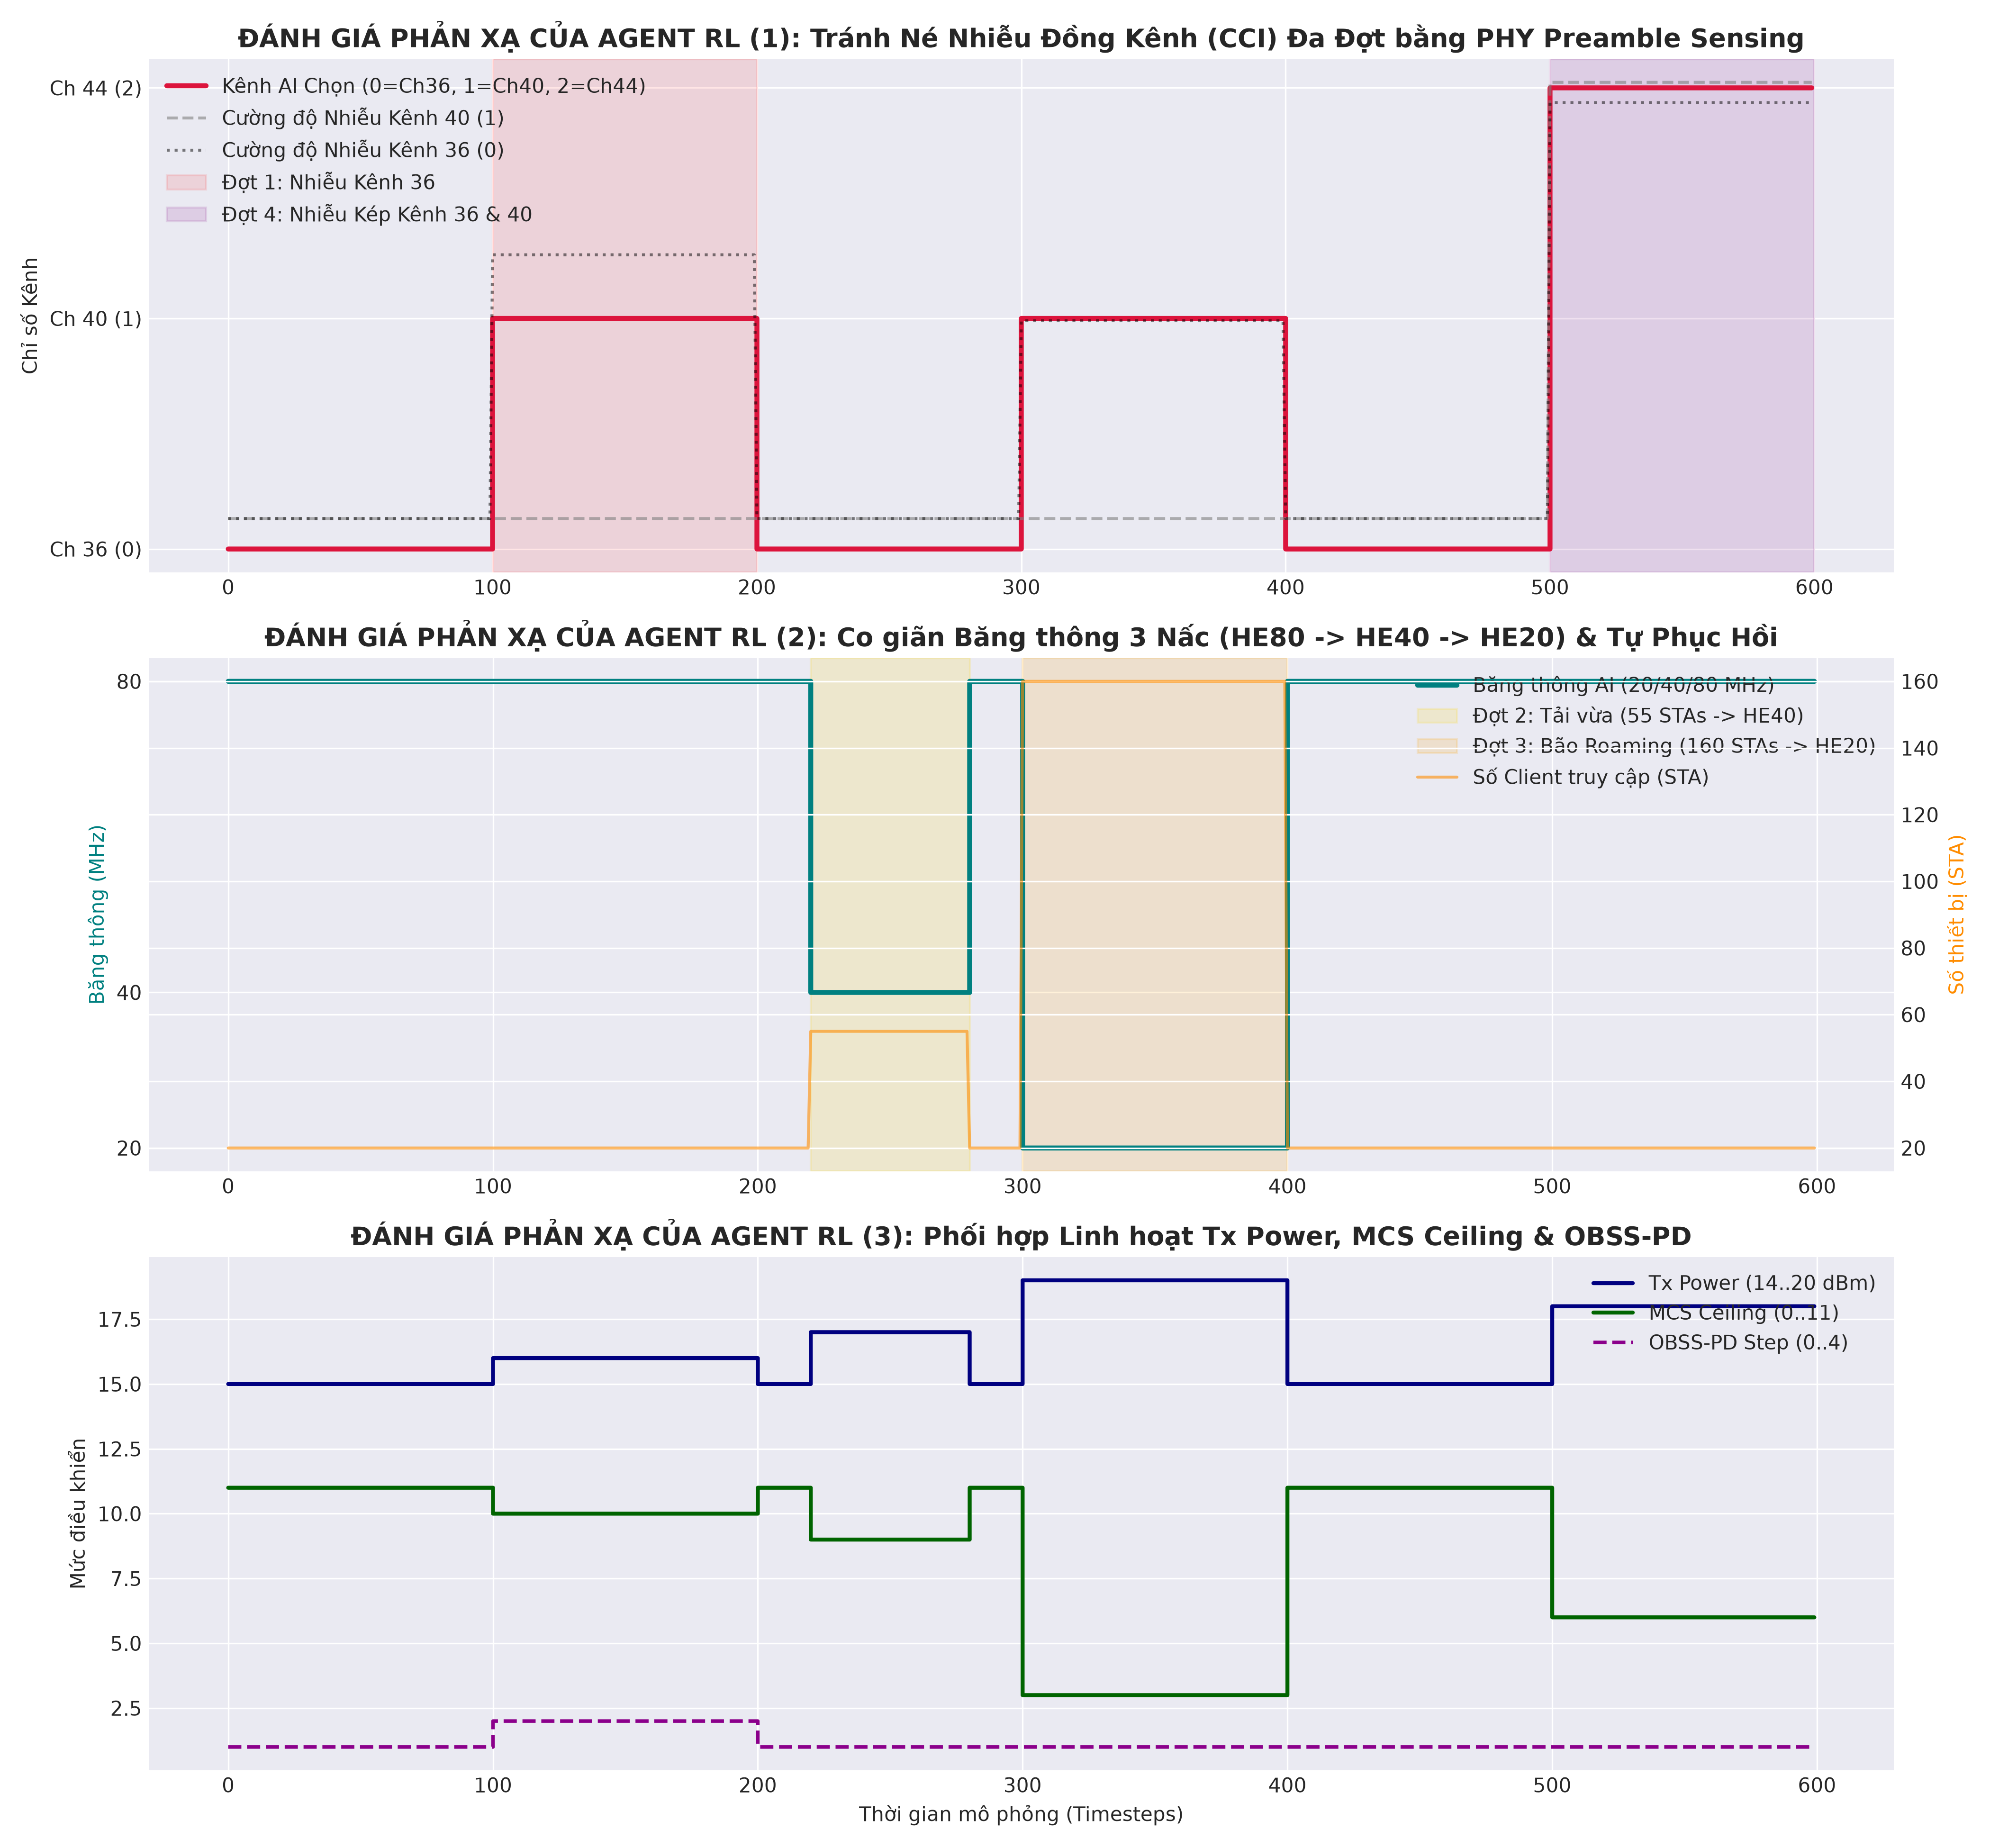 ĐÁNH GIÁ PHẢN XẠ CỦA AGENT RL (1): Tránh Né Nhiễu Đồng Kênh (CCI) Đa Đợt bằng PHY Preamble Sensing
Chỉ số Kênh
Ch 44 (2)
Ch 40 (1)
Ch 36 (0)
Kênh AI Chọn (0=Ch36, 1=Ch40, 2=Ch44)
Cường độ Nhiễu Kênh 40 (1)
Cường độ Nhiễu Kênh 36 (0)
Đợt 1: Nhiễu Kênh 36
Đợt 4: Nhiễu Kép Kênh 36 & 40
0 100 200 300 400 500 600
ĐÁNH GIÁ PHẢN XẠ CỦA AGENT RL (2): Co giãn Băng thông 3 Nấc (HE80 -> HE40 -> HE20) & Tự Phục Hồi
Băng thông (MHz)
80
40
20
Băng thông AI (20/40/80 MHz)
Đợt 2: Tải vừa (55 STAs -> HE40)
Đợt 3: Bão Roaming (160 STAs -> HE20)
Số Client truy cập (STA)
160
140
120
100
80
60
40
20
Số thiết bị (STA)
0 100 200 300 400 500 600
ĐÁNH GIÁ PHẢN XẠ CỦA AGENT RL (3): Phối hợp Linh hoạt Tx Power, MCS Ceiling & OBSS-PD
Mức điều khiển
17.5
15.0
12.5
10.0
7.5
5.0
2.5
Tx Power (14..20 dBm)
MCS Ceiling (0..11)
OBSS-PD Step (0..4)
0 100 200 300 400 500 600
Thời gian mô phỏng (Timesteps)